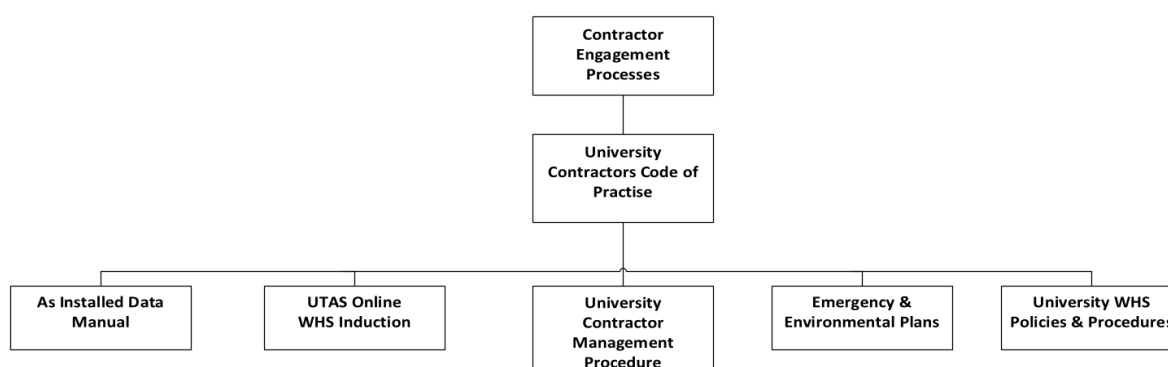 Contractor
Engagement
Processes
University
Contractors Code of
Practise
As Installed Data
Manual
UTAS Online
WHS Induction
University
Contractor
Management
Procedure
Emergency &
Environmental Plans
University WHS
Policies & Procedures